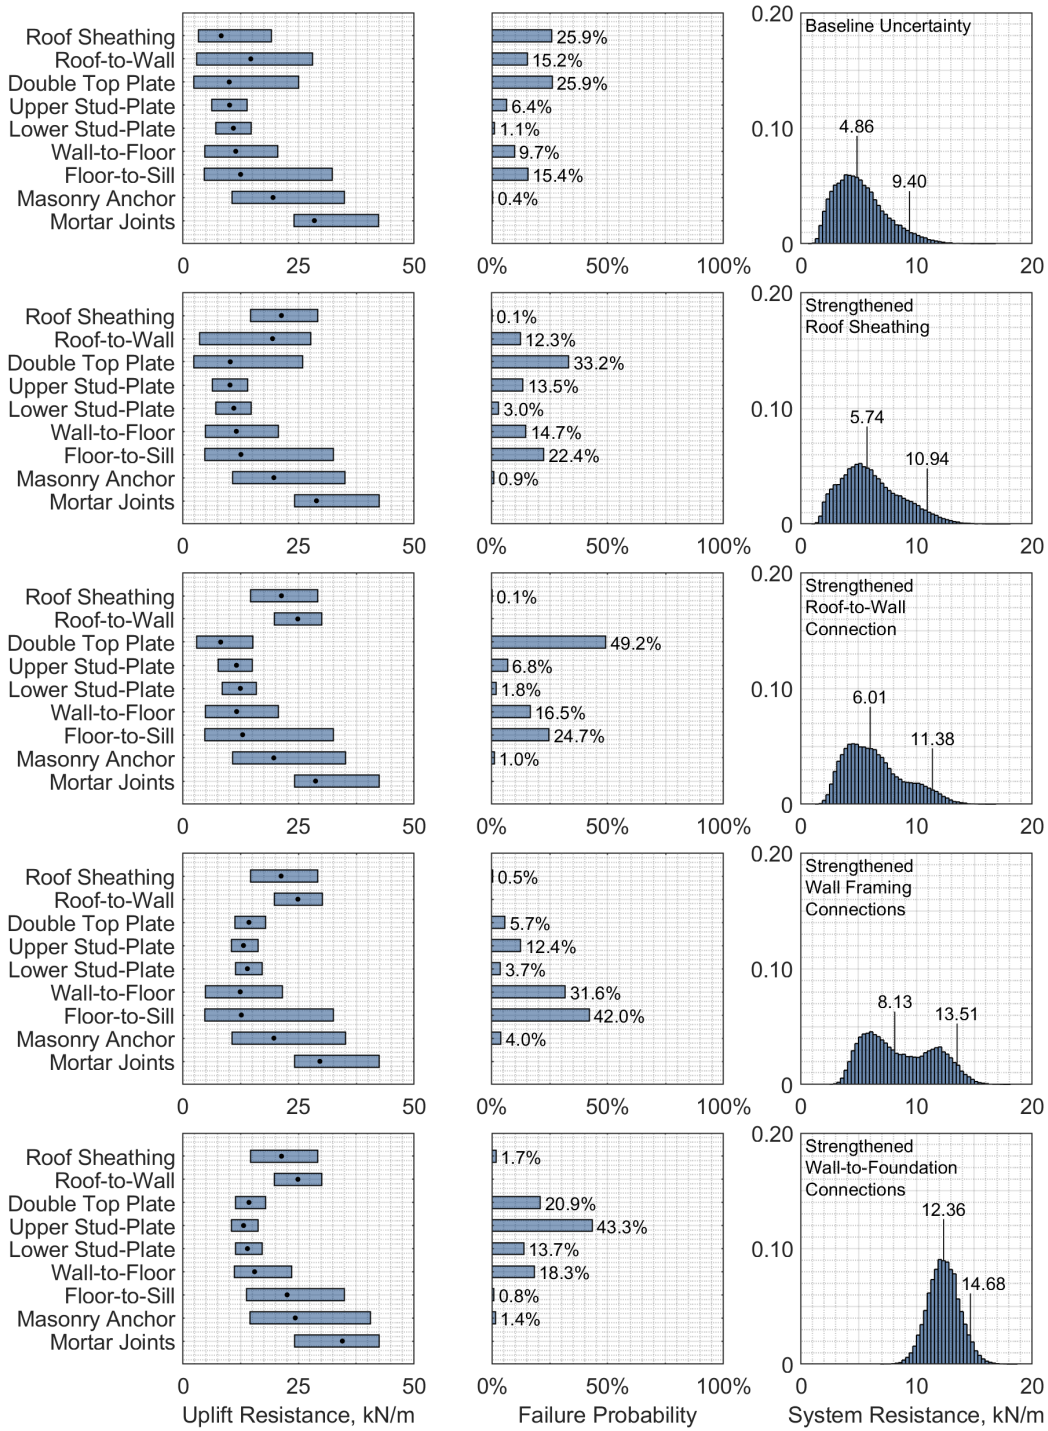 Roof Sheathing
Roof-to-Wall
Double Top Plate
Upper Stud-Plate
Lower Stud-Plate
Wall-to-Floor
Floor-to-Sill
Masonry Anchor
Mortar Joints
0 25 50
25.9%
15.2%
25.9%
6.4%
1.1%
9.7%
15.4%
0.4%
0% 50% 100%
0.20
0.10
0
Baseline Uncertainty
4.86
9.40
0 10 20
Roof Sheathing
Roof-to-Wall
Double Top Plate
Upper Stud-Plate
Lower Stud-Plate
Wall-to-Floor
Floor-to-Sill
Masonry Anchor
Mortar Joints
0 25 50
0.1%
12.3%
33.2%
13.5%
3.0%
14.7%
22.4%
0.9%
0% 50% 100%
0.20
0.10
0
Strengthened
Roof Sheathing
5.74
10.94
0 10 20
Roof Sheathing
Roof-to-Wall
Double Top Plate
Upper Stud-Plate
Lower Stud-Plate
Wall-to-Floor
Floor-to-Sill
Masonry Anchor
Mortar Joints
0 25 50
0.1%
49.2%
6.8%
1.8%
16.5%
24.7%
1.0%
0% 50% 100%
0.20
0.10
0
Strengthened
Roof-to-Wall
Connection
6.01
11.38
0 10 20
Roof Sheathing
Roof-to-Wall
Double Top Plate
Upper Stud-Plate
Lower Stud-Plate
Wall-to-Floor
Floor-to-Sill
Masonry Anchor
Mortar Joints
0 25 50
0.5%
5.7%
12.4%
3.7%
31.6%
42.0%
4.0%
0% 50% 100%
0.20
0.10
0
Strengthened
Wall Framing
Connections
8.13
13.51
0 10 20
Roof Sheathing
Roof-to-Wall
Double Top Plate
Upper Stud-Plate
Lower Stud-Plate
Wall-to-Floor
Floor-to-Sill
Masonry Anchor
Mortar Joints
0 25 50
Uplift Resistance, kN/m
1.7%
20.9%
43.3%
13.7%
18.3%
0.8%
1.4%
0% 50% 100%
Failure Probability
0.20
0.10
0
Strengthened
Wall-to-Foundation
Connections
12.36
14.68
0 10 20
System Resistance, kN/m